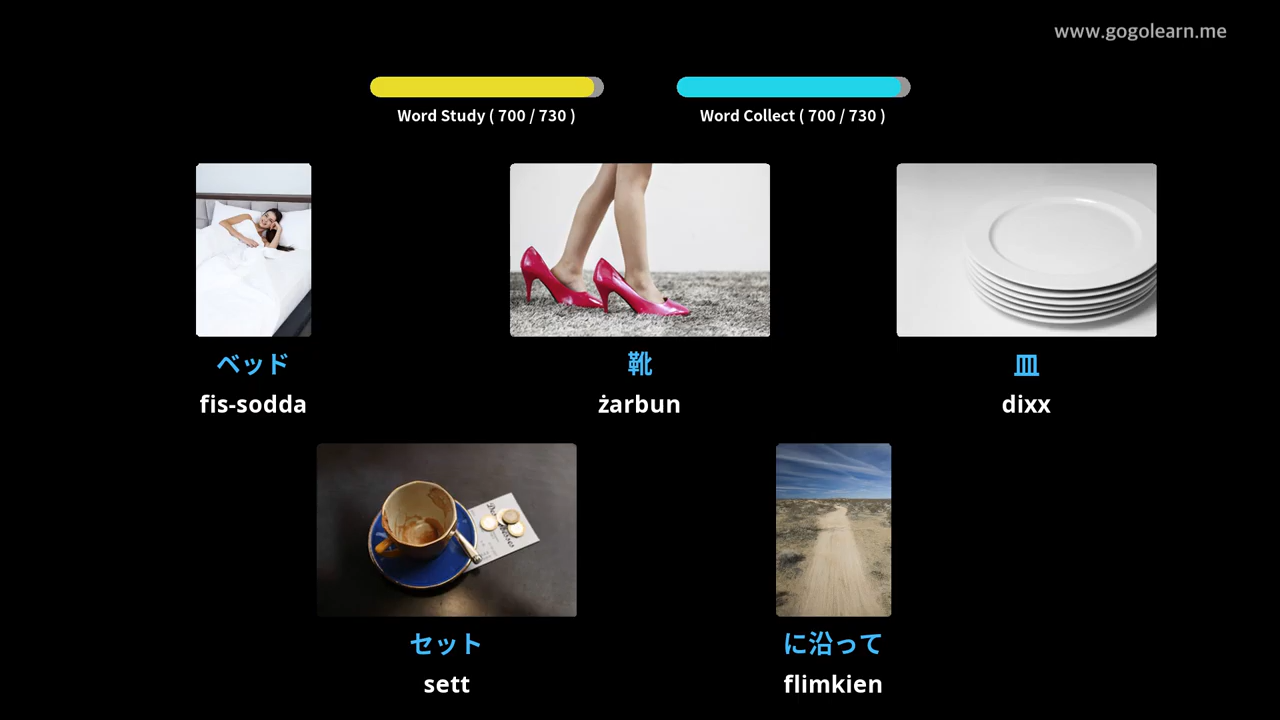 www.gogolearn.me
Word Study ( 700 / 730 )
Word Collect ( 700 / 730 )
ベッド
fis-sodda
靴
żarbun
皿
dixx
セット
sett
に沿って
flimkien